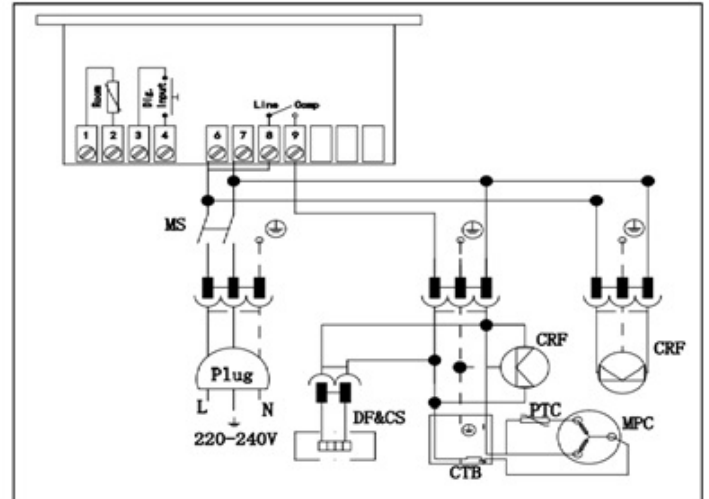 Room
Dig.
Input
Line Comp
1 2 3 4 6 7 8 9
MS
Plug
L N
220-240V
DF&CS
CRF
CRF
PTC
MPC
CTB